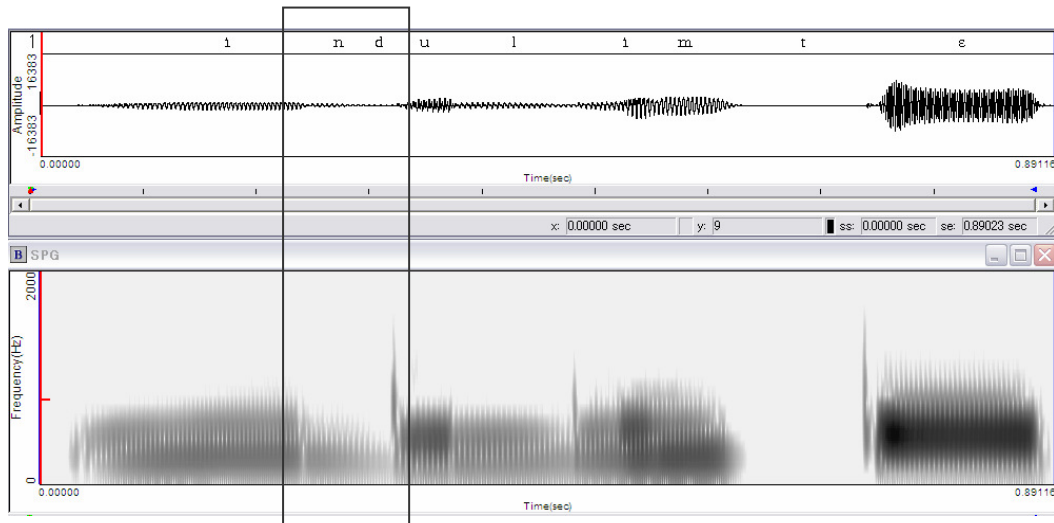 1 i n d u l i m t ε
Amplitude
16383
-16383
0.00000 0.89116
Time(sec)
x: 0.00000 sec y: 9 ss: 0.00000 sec se: 0.89023 sec
B SPG
Frequency(Hz)
2000
0
0.00000 0.89116
Time(sec)